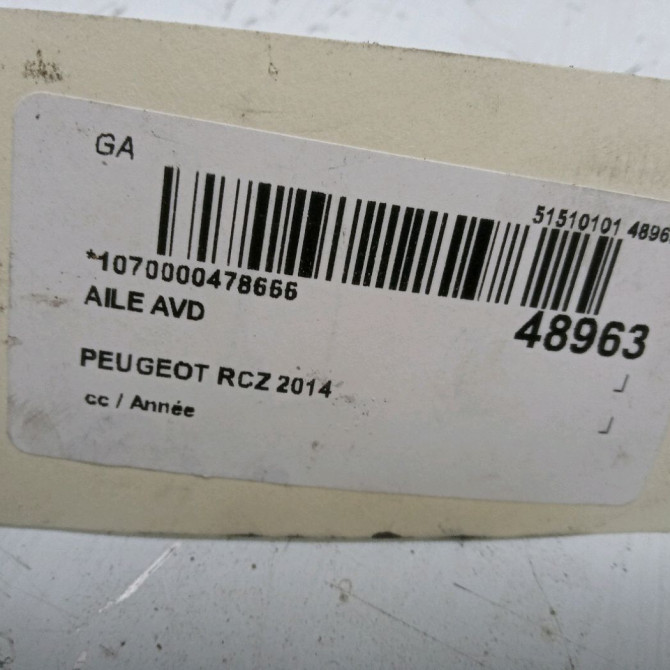 GA
51510101 4896
*1070000478666
AILE AVD
48963
PEUGEOT RCZ 2014
cc / Année